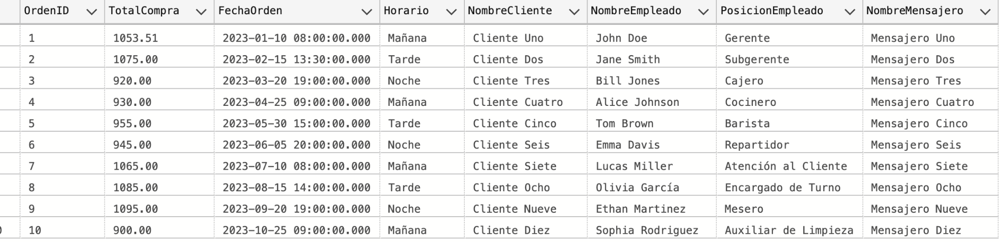 OrdenID TotalCompra FechaOrden Horario NombreCliente NombreEmpleado PosicionEmpleado NombreMensajero
1 1053.51 2023-01-10 08:00:00.000 Mañana Cliente Uno John Doe Gerente Mensajero Uno
2 1075.00 2023-02-15 13:30:00.000 Tarde Cliente Dos Jane Smith Subgerente Mensajero Dos
3 920.00 2023-03-20 19:00:00.000 Noche Cliente Tres Bill Jones Cajero Mensajero Tres
4 930.00 2023-04-25 09:00:00.000 Mañana Cliente Cuatro Alice Johnson Cocinero Mensajero Cuatro
5 955.00 2023-05-30 15:00:00.000 Tarde Cliente Cinco Tom Brown Barista Mensajero Cinco
6 945.00 2023-06-05 20:00:00.000 Noche Cliente Seis Emma Davis Repartidor Mensajero Seis
7 1065.00 2023-07-10 08:00:00.000 Mañana Cliente Siete Lucas Miller Atención al Cliente Mensajero Siete
8 1085.00 2023-08-15 14:00:00.000 Tarde Cliente Ocho Olivia García Encargado de Turno Mensajero Ocho
9 1095.00 2023-09-20 19:00:00.000 Noche Cliente Nueve Ethan Martinez Mesero Mensajero Nueve
10 900.00 2023-10-25 09:00:00.000 Mañana Cliente Diez Sophia Rodriguez Auxiliar de Limpieza Mensajero Diez